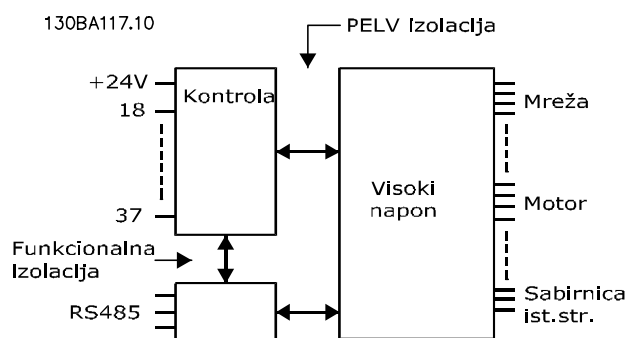 130BA117.10
PELV izolacija
+24V
18
37
Kontrola
Visoki
napon
Mreža
Motor
Sabirnica
ist.str.
Funkcionalna
izolacija
RS485